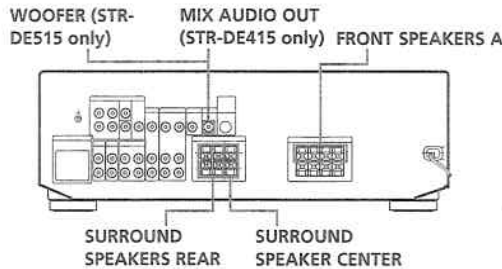 WOOFER (STR-
DE515 only)
MIX AUDIO OUT
(STR-DE415 only)
FRONT SPEAKERS A
SURROUND
SPEAKERS REAR
SURROUND
SPEAKER CENTER